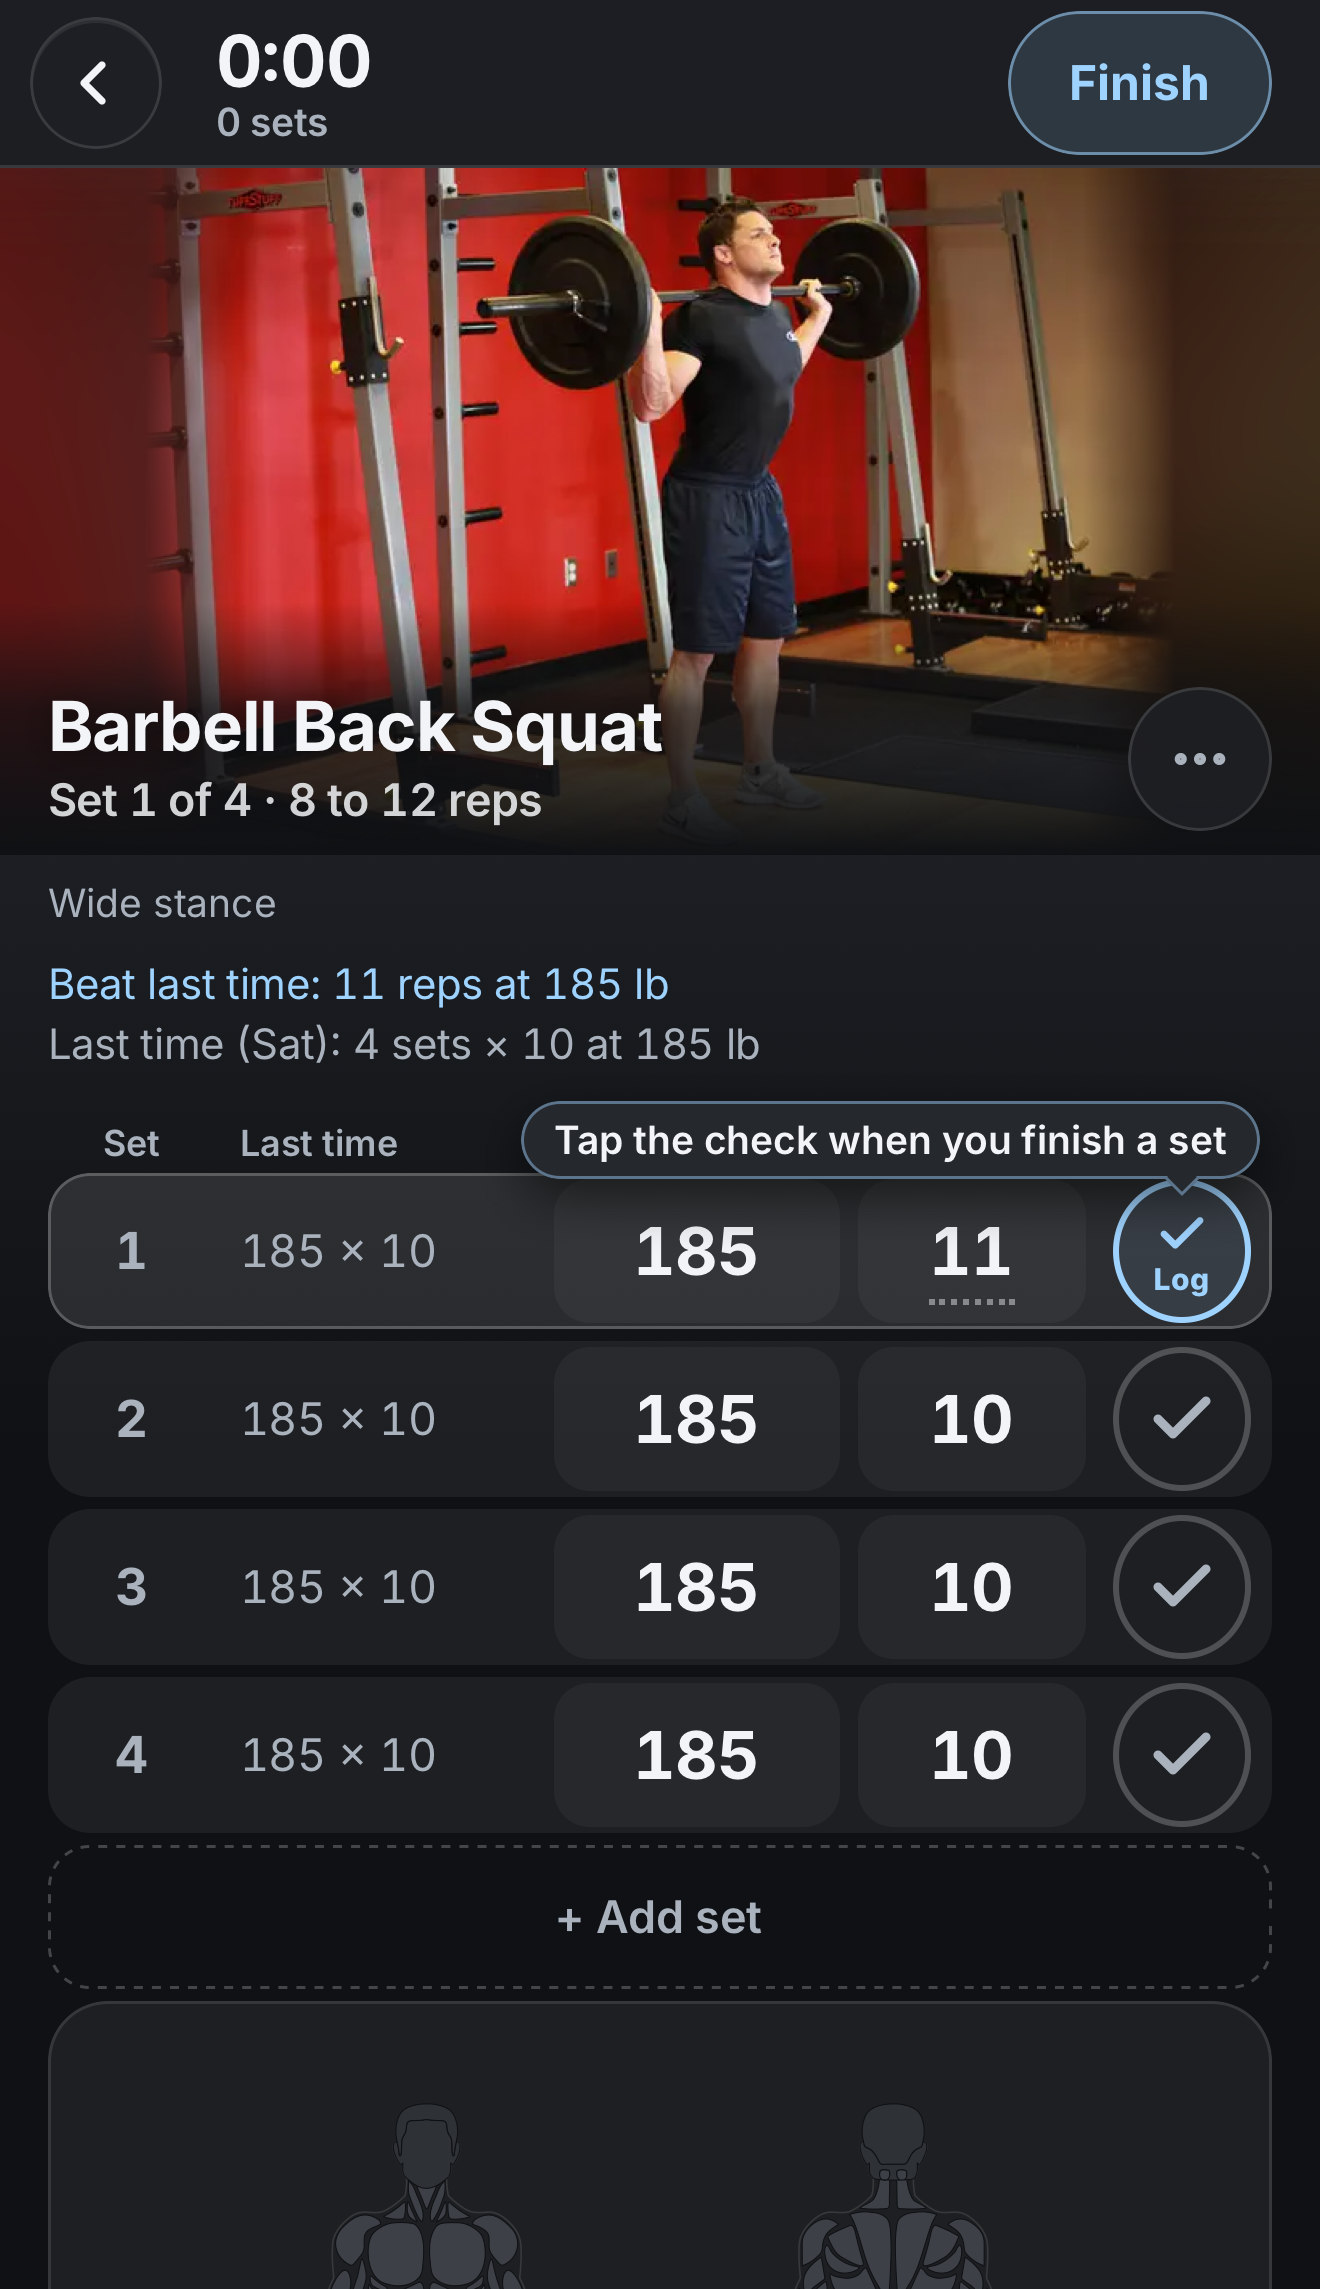 0:00
0 sets
Finish
Barbell Back Squat
Set 1 of 4 · 8 to 12 reps
Wide stance
Beat last time: 11 reps at 185 lb
Last time (Sat): 4 sets × 10 at 185 lb
Set Last time
Tap the check when you finish a set
1 185 × 10 185 11 Log
2 185 × 10 185 10
3 185 × 10 185 10
4 185 × 10 185 10
+ Add set